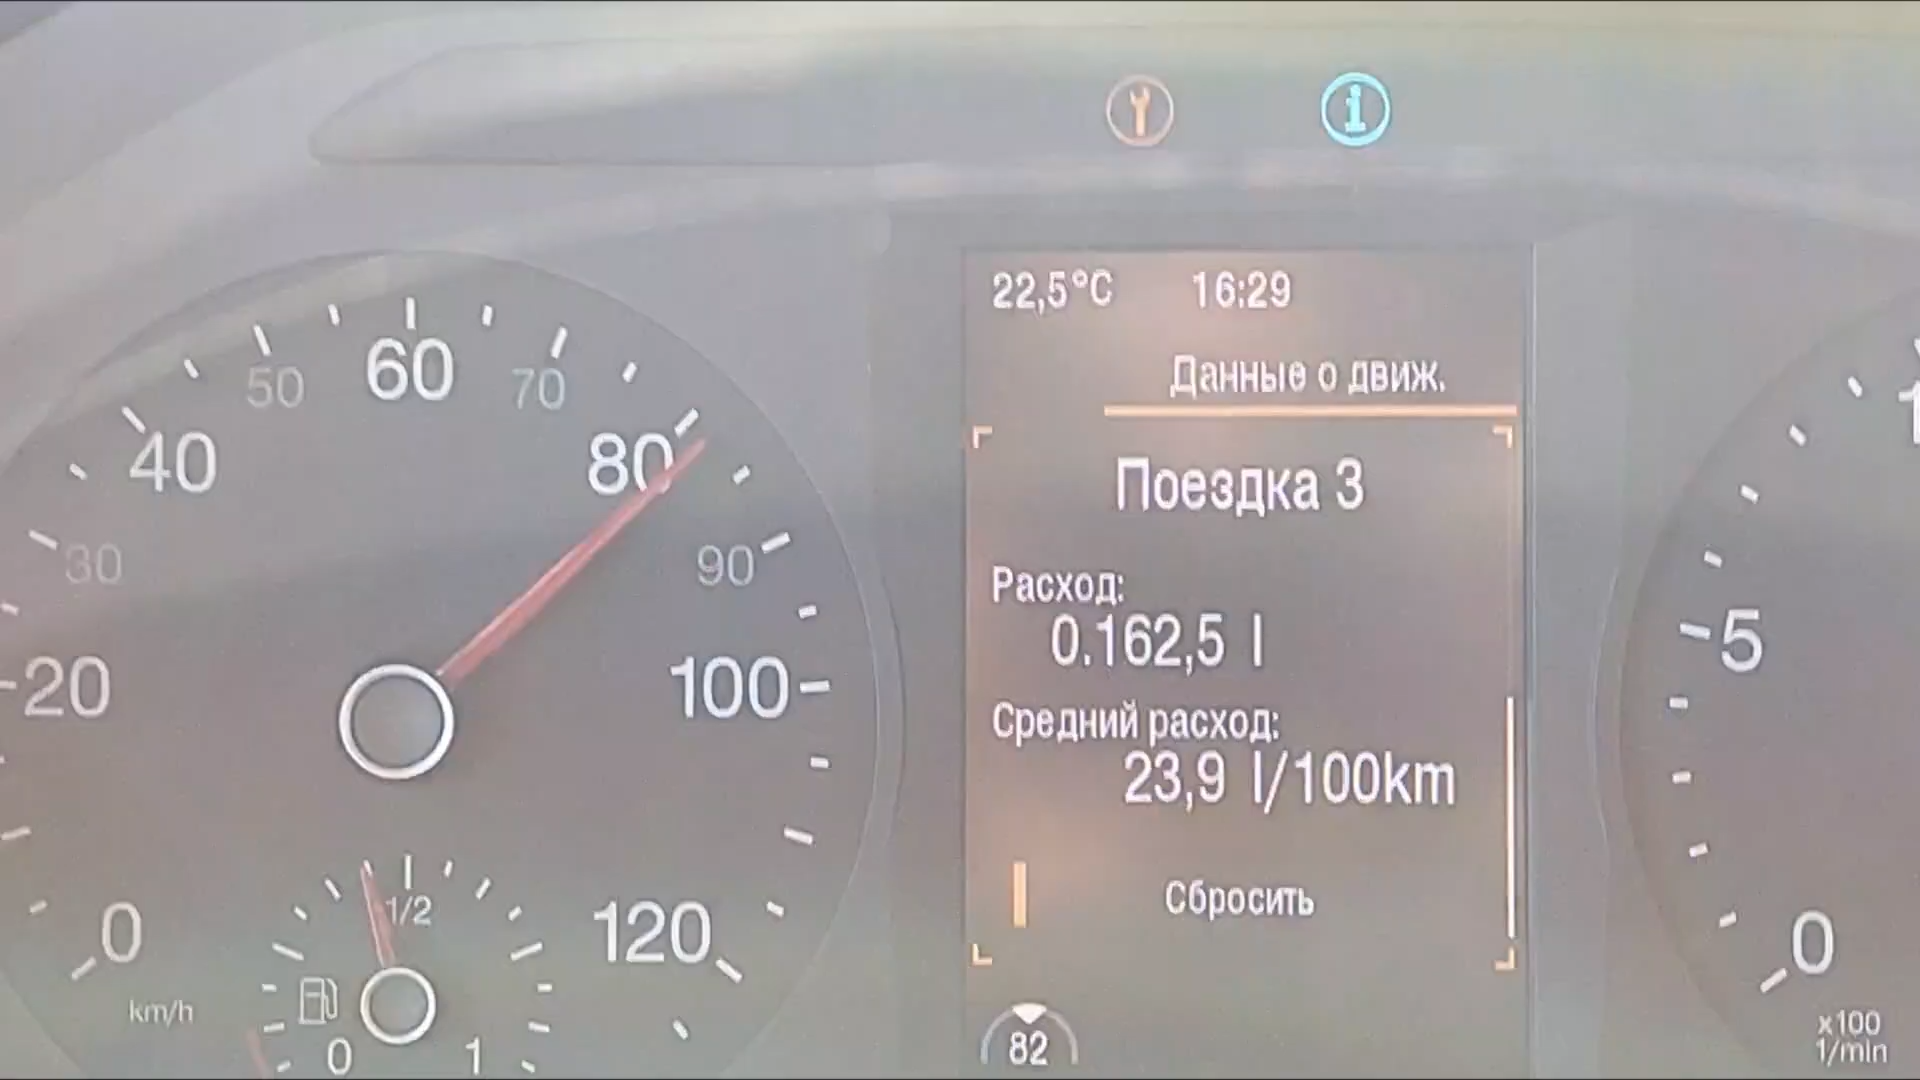 22,5°C 16:29
Данные о движ.
Поездка 3
Расход:
0.162,5 l
Средний расход:
23,9 l/100km
Сбросить
82
0
20
30
40
50
60
70
80
90
100
120
km/h
0
1/2
1
5
0
x100
1/min